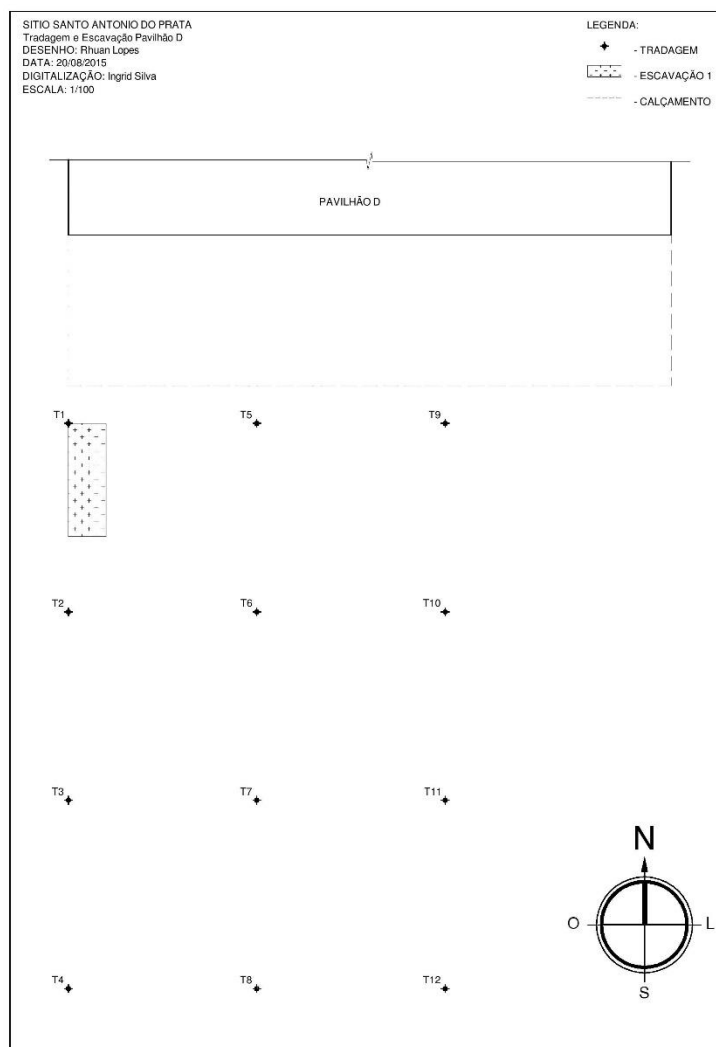 SITIO SANTO ANTONIO DO PRATA
Tradagem e Escavação Pavilhão D
DESENHO: Rhuan Lopes
DATA: 20/08/2015
DIGITALIZAÇÃO: Ingrid Silva
ESCALA: 1/100
LEGENDA:
- TRADAGEM
- ESCAVAÇÃO 1
- CALÇAMENTO
PAVILHÃO D
T1 T5 T9
T2 T6 T10
T3 T7 T11
N
O L
S
T4 T8 T12